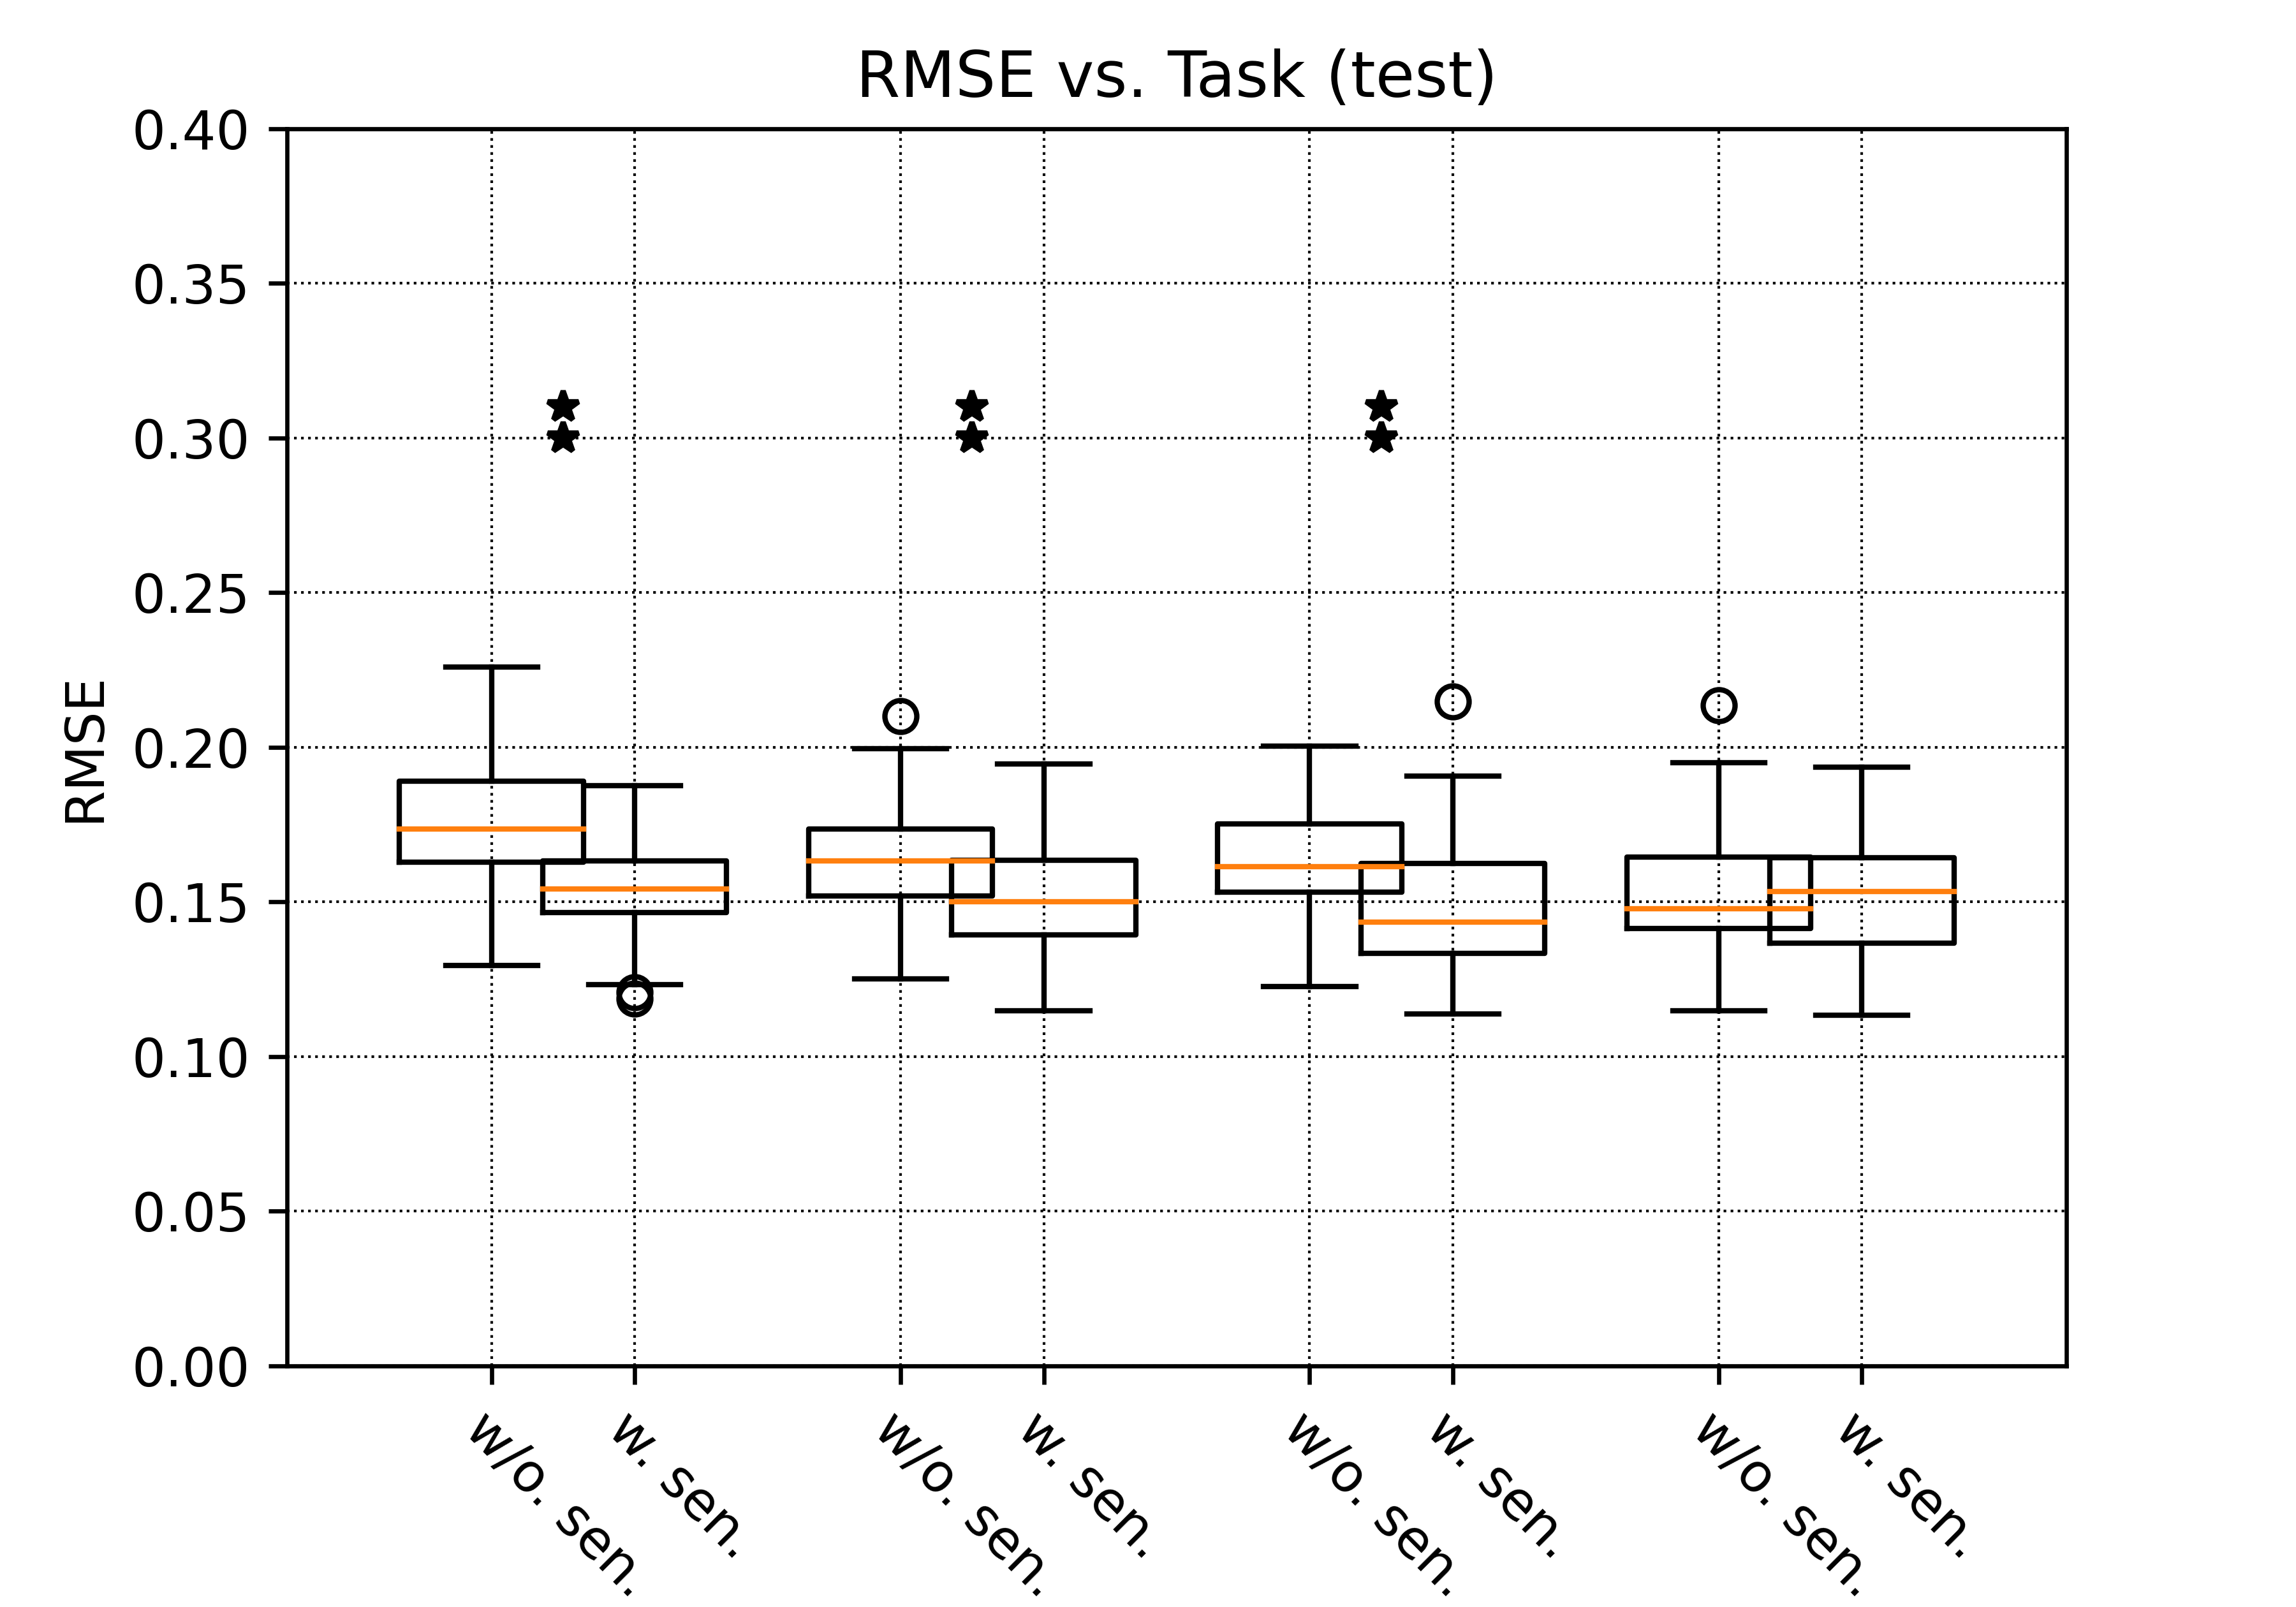 RMSE vs. Task (test)
0.40
0.35
0.30
0.25
0.20
0.15
0.10
0.05
0.00
RMSE
w/o. sen.
w. sen.
w/o. sen.
w. sen.
w/o. sen.
w. sen.
w/o. sen.
w. sen.